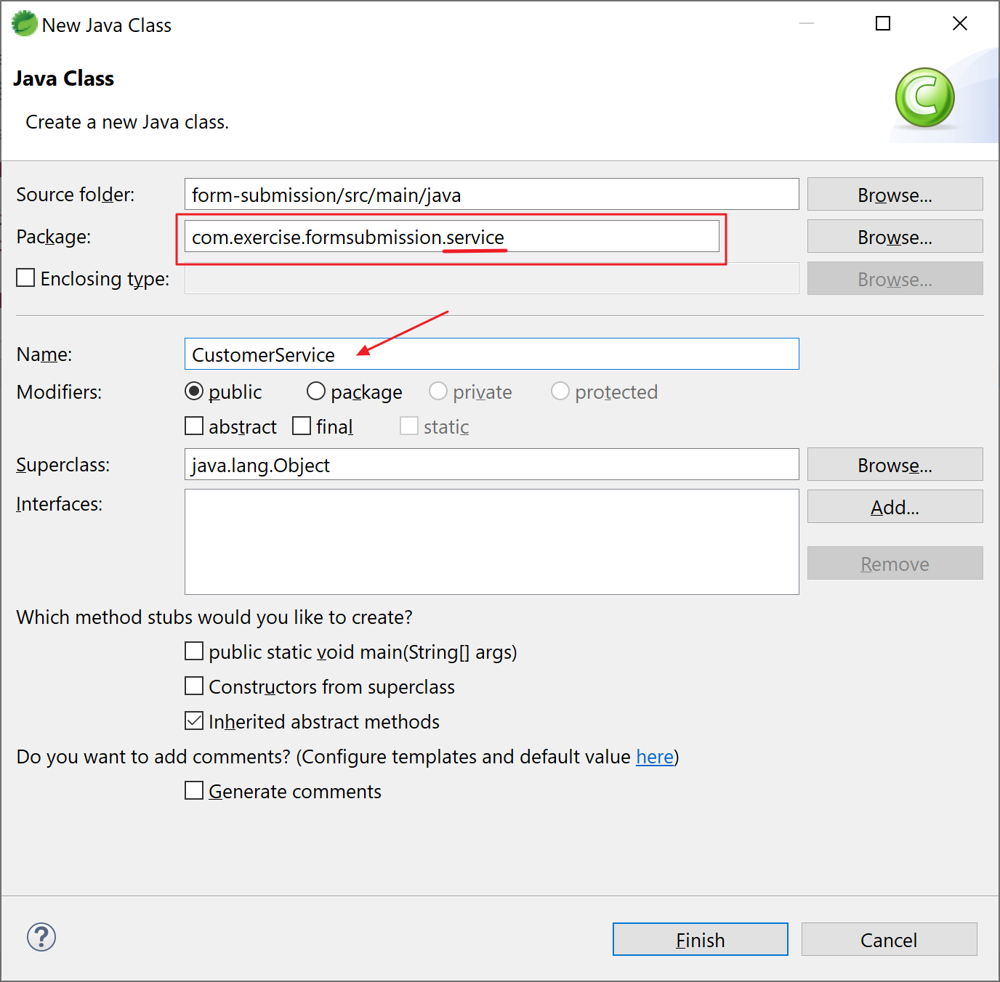 New Java Class
Java Class
Create a new Java class.
Source folder: form-submission/src/main/java Browse...
Package: com.exercise.formsubmission.service Browse...
Enclosing type: Browse...
Name: CustomerService
Modifiers: public package private protected
abstract final static
Superclass: java.lang.Object Browse...
Interfaces: Add...
Remove
Which method stubs would you like to create?
public static void main(String[] args)
Constructors from superclass
Inherited abstract methods
Do you want to add comments? (Configure templates and default value here)
Generate comments
? Finish Cancel